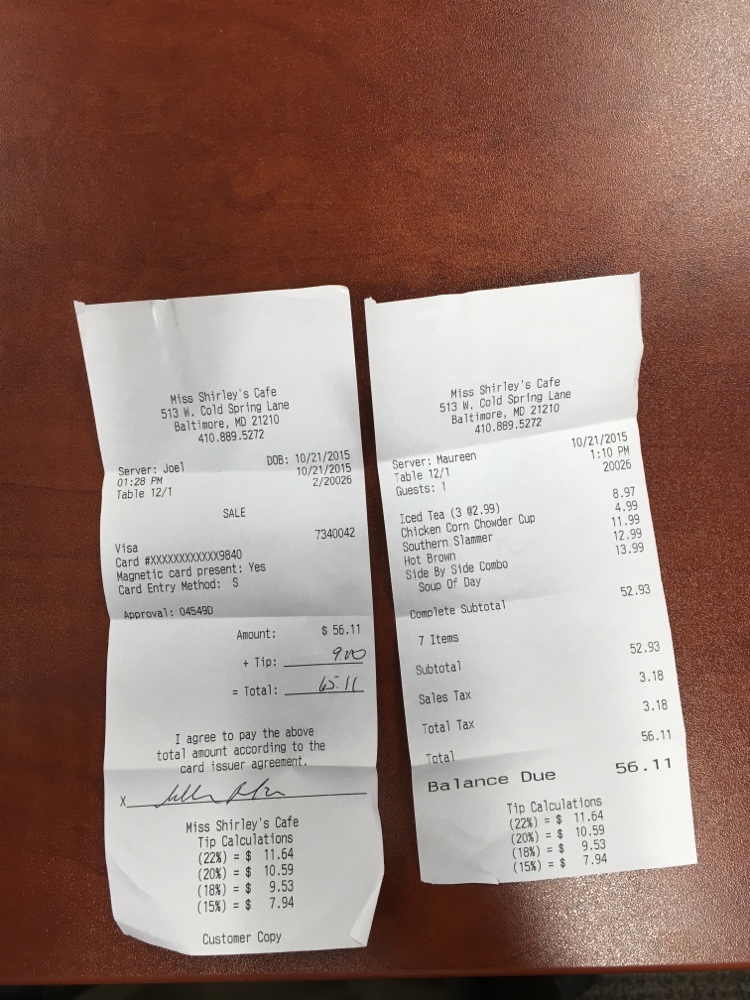 Miss Shirley's Cafe
513 W. Cold Spring Lane
Baltimore, MD 21210
410.889.5272
Server: Joel DOB: 10/21/2015
01:28 PM 10/21/2015
Table 12/1 2/20026
SALE
Visa 7340042
Card #XXXXXXXXXXXX9840
Magnetic card present: Yes
Card Entry Method: S
Approval: 04549D
Amount: $ 56.11
+ Tip: 9.00
= Total: 65.11
I agree to pay the above
total amount according to the
card issuer agreement.
X
Miss Shirley's Cafe
Tip Calculations
(22%) = $ 11.64
(20%) = $ 10.59
(18%) = $ 9.53
(15%) = $ 7.94
Customer Copy
Miss Shirley's Cafe
513 W. Cold Spring Lane
Baltimore, MD 21210
410.889.5272
Server: Maureen 10/21/2015
Table 12/1 1:10 PM
Guests: 1 20026
Iced Tea (3 @2.99) 8.97
Chicken Corn Chowder Cup 4.99
Southern Slammer 11.99
Hot Brown 12.99
Side By Side Combo 13.99
Soup Of Day
Complete Subtotal 52.93
7 Items
Subtotal 52.93
Sales Tax 3.18
Total Tax 3.18
Total 56.11
Balance Due 56.11
Tip Calculations
(22%) = $ 11.64
(20%) = $ 10.59
(18%) = $ 9.53
(15%) = $ 7.94